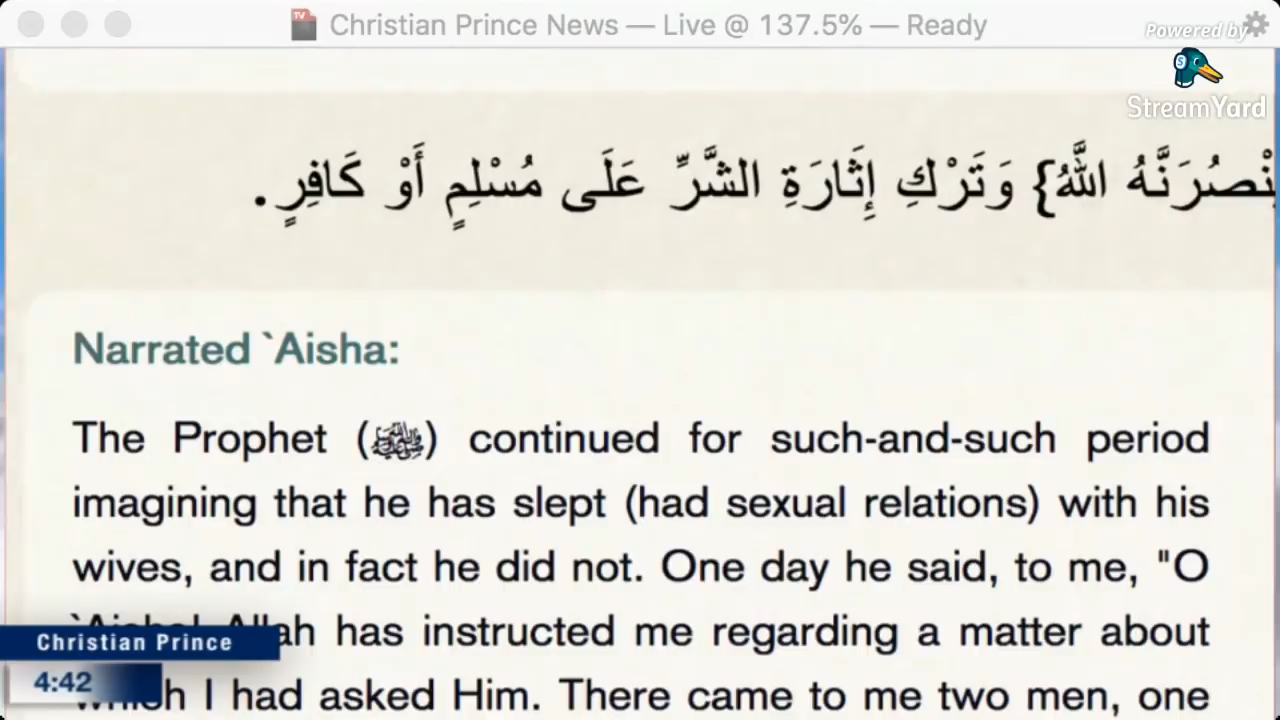 Christian Prince News — Live @ 137.5% — Ready
Powered by
StreamYard
اللَّهُ} وَتَرْكِ إِثَارَةِ الشَّرِّ عَلَى مُسْلِمٍ أَوْ كَافِرٍ .
Narrated `Aisha:
The Prophet (ﷺ) continued for such-and-such period
imagining that he has slept (had sexual relations) with his
wives, and in fact he did not. One day he said, to me, "O
has instructed me regarding a matter about
I had asked Him. There came to me two men, one
Christian Prince
4:42